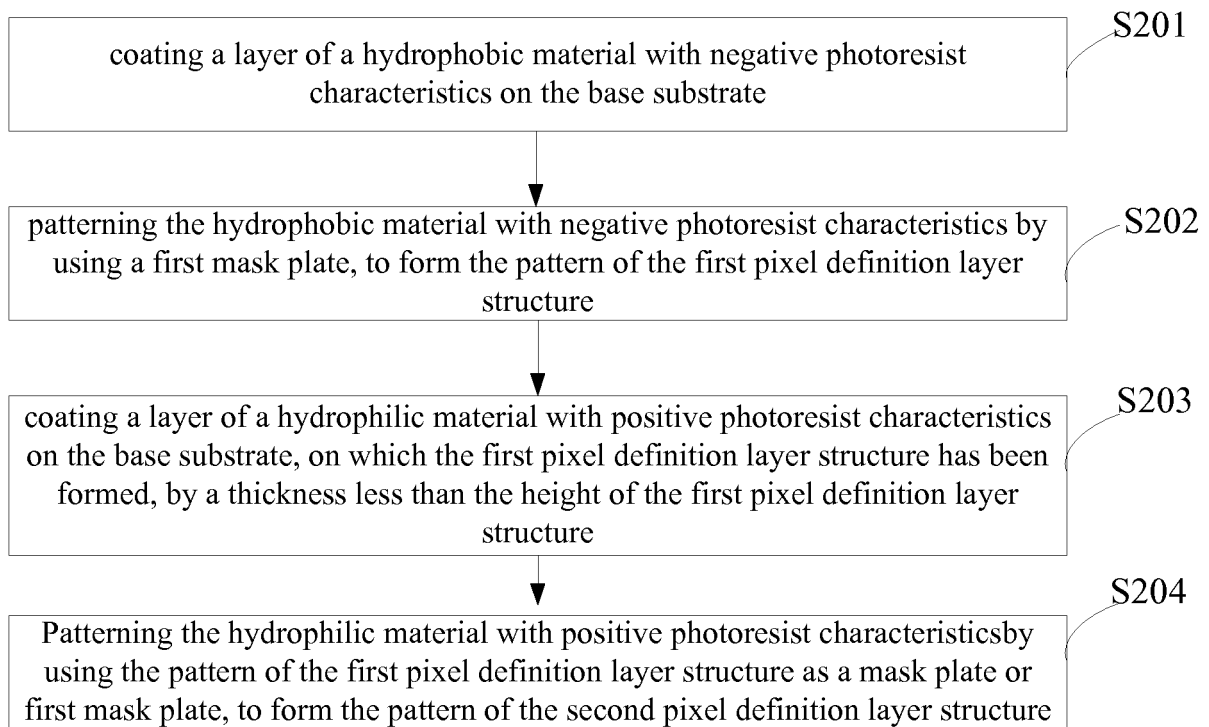 S201
coating a layer of a hydrophobic material with negative photoresist
characteristics on the base substrate
S202
patterning the hydrophobic material with negative photoresist characteristics by
using a first mask plate, to form the pattern of the first pixel definition layer
structure
S203
coating a layer of a hydrophilic material with positive photoresist characteristics
on the base substrate, on which the first pixel definition layer structure has been
formed, by a thickness less than the height of the first pixel definition layer
structure
S204
Patterning the hydrophilic material with positive photoresist characteristicsby
using the pattern of the first pixel definition layer structure as a mask plate or
first mask plate, to form the pattern of the second pixel definition layer structure